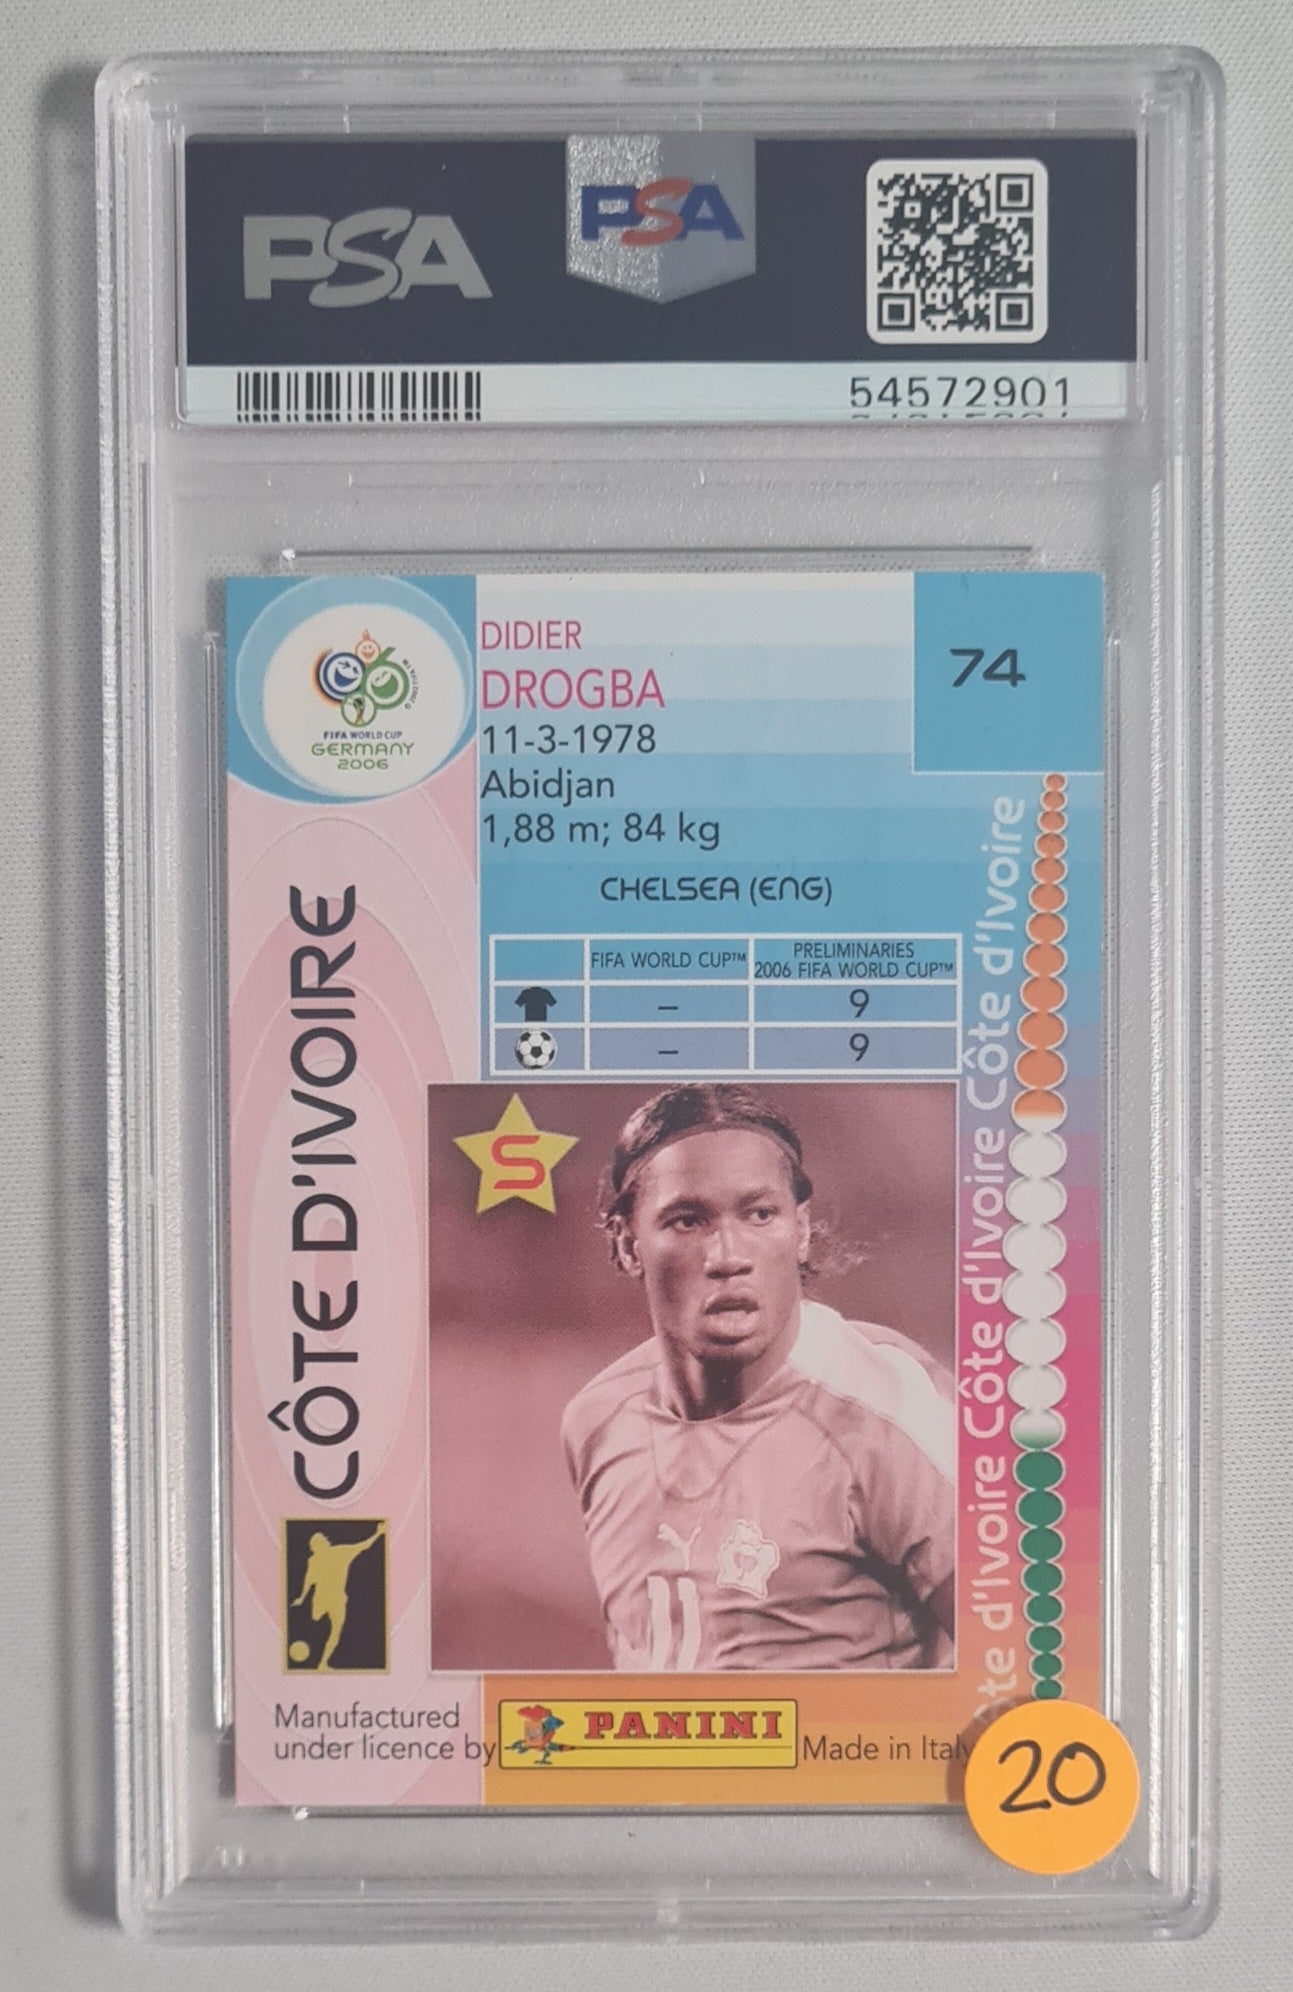 PSA
PSA
54572901
FIFA WORLD CUP
GERMANY
2006
DIDIER
DROGBA
11-3-1978
Abidjan
1,88 m; 84 kg
74
CHELSEA (ENG)
FIFA WORLD CUP™
PRELIMINARIES
2006 FIFA WORLD CUP™
– 9
– 9
CÔTE D'IVOIRE
Côte d'Ivoire Côte d'Ivoire Côte d'Ivoire
S
11
Manufactured
under licence by
PANINI
Made in Italy
20